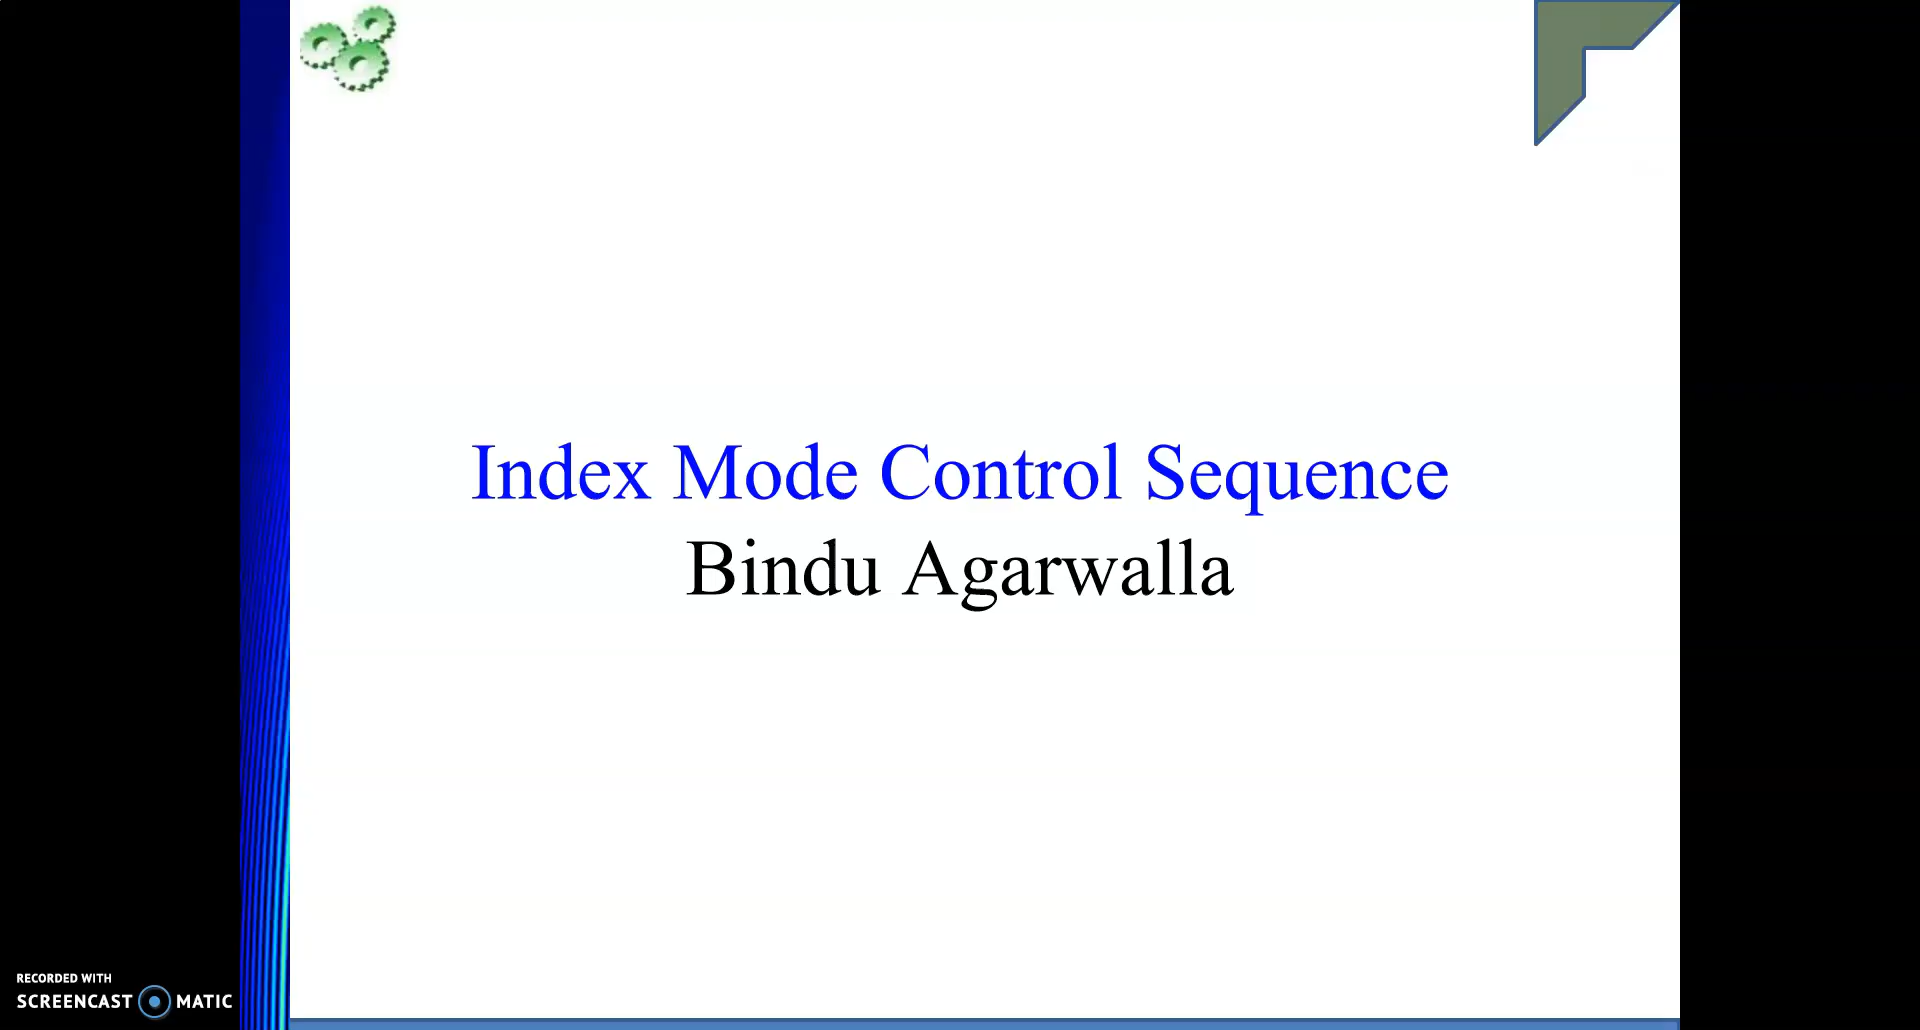 Index Mode Control Sequence
Bindu Agarwalla
RECORDED WITH
SCREENCAST MATIC